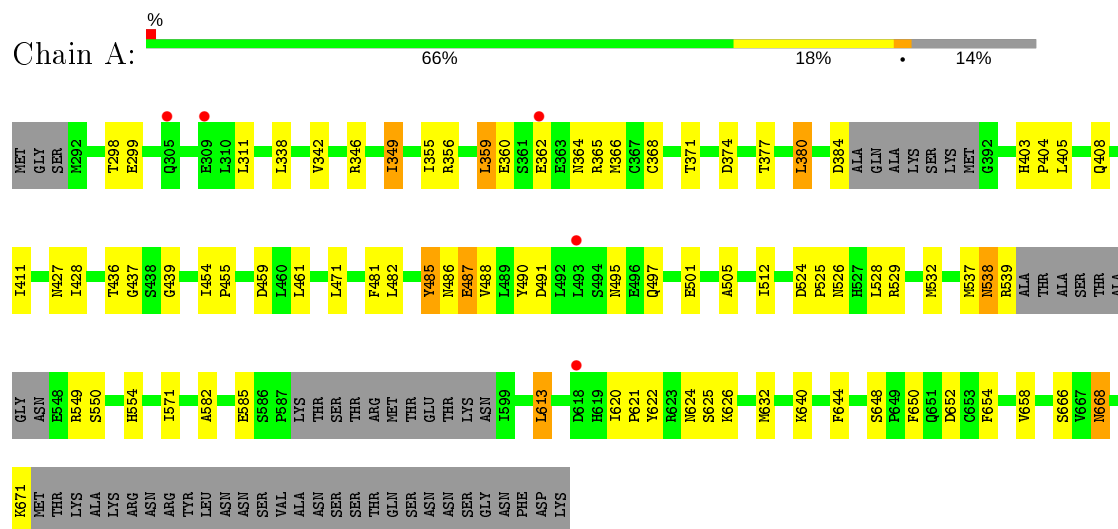 %
Chain A:
66% 18% • 14%
MET GLY SER M292 T298 E299 Q305 E309 L310 L311 L338 V342 R346 I349 I355 R356 L359 E360 S361 E362 E363 N364 R365 M366 C367 C368 T371 D374 T377 L380 D384 ALA GLN ALA LYS SER LYS MET G392 H403 P404 L405 Q408
I411 N427 I428 T436 G437 S438 G439 I454 P455 D459 L460 L461 L471 F481 L482 Y485 N486 E487 V488 L489 Y490 D491 L492 L493 S494 N495 E496 Q497 E501 A505 I512 D524 P525 N526 H527 L528 R529 M532 M537 N538 R539 ALA THR ALA SER THR ALA
GLY ASN E548 R549 S550 H554 I571 A582 E585 S586 P587 LYS THR SER THR ARG MET THR GLU THR LYS ASN I599 L613 D618 H619 I620 P621 Y622 R623 N624 S625 K626 M632 K640 F644 S648 P649 F650 Q651 D652 C653 F654 V658 S666 V667 N668
K671 MET THR LYS ALA LYS ARG ASN ARG TYR LEU ASN ASN SER VAL ALA ASN SER SER THR GLN SER ASN ASN SER GLY ASN PHE ASP LYS